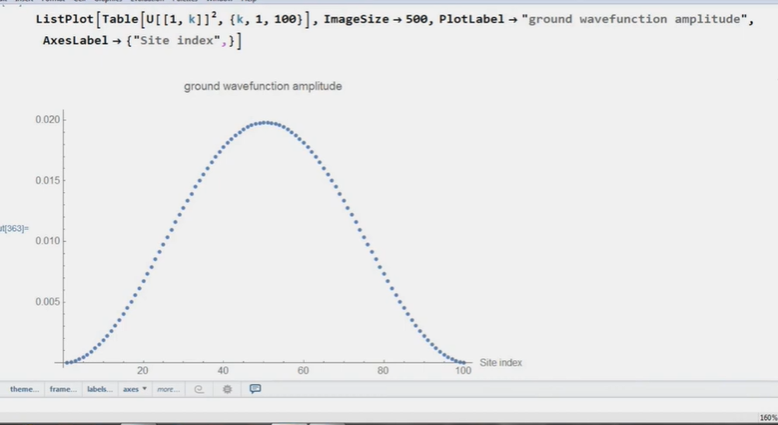 ListPlot[Table[U[[1, k]]², {k, 1, 100}], ImageSize → 500, PlotLabel → "ground wavefunction amplitude",
AxesLabel → {"Site index",}]
ground wavefunction amplitude
0.020
0.015
ut[363]=
0.010
0.005
Site index
20 40 60 80 100
theme... frame... labels... axes more...
160%